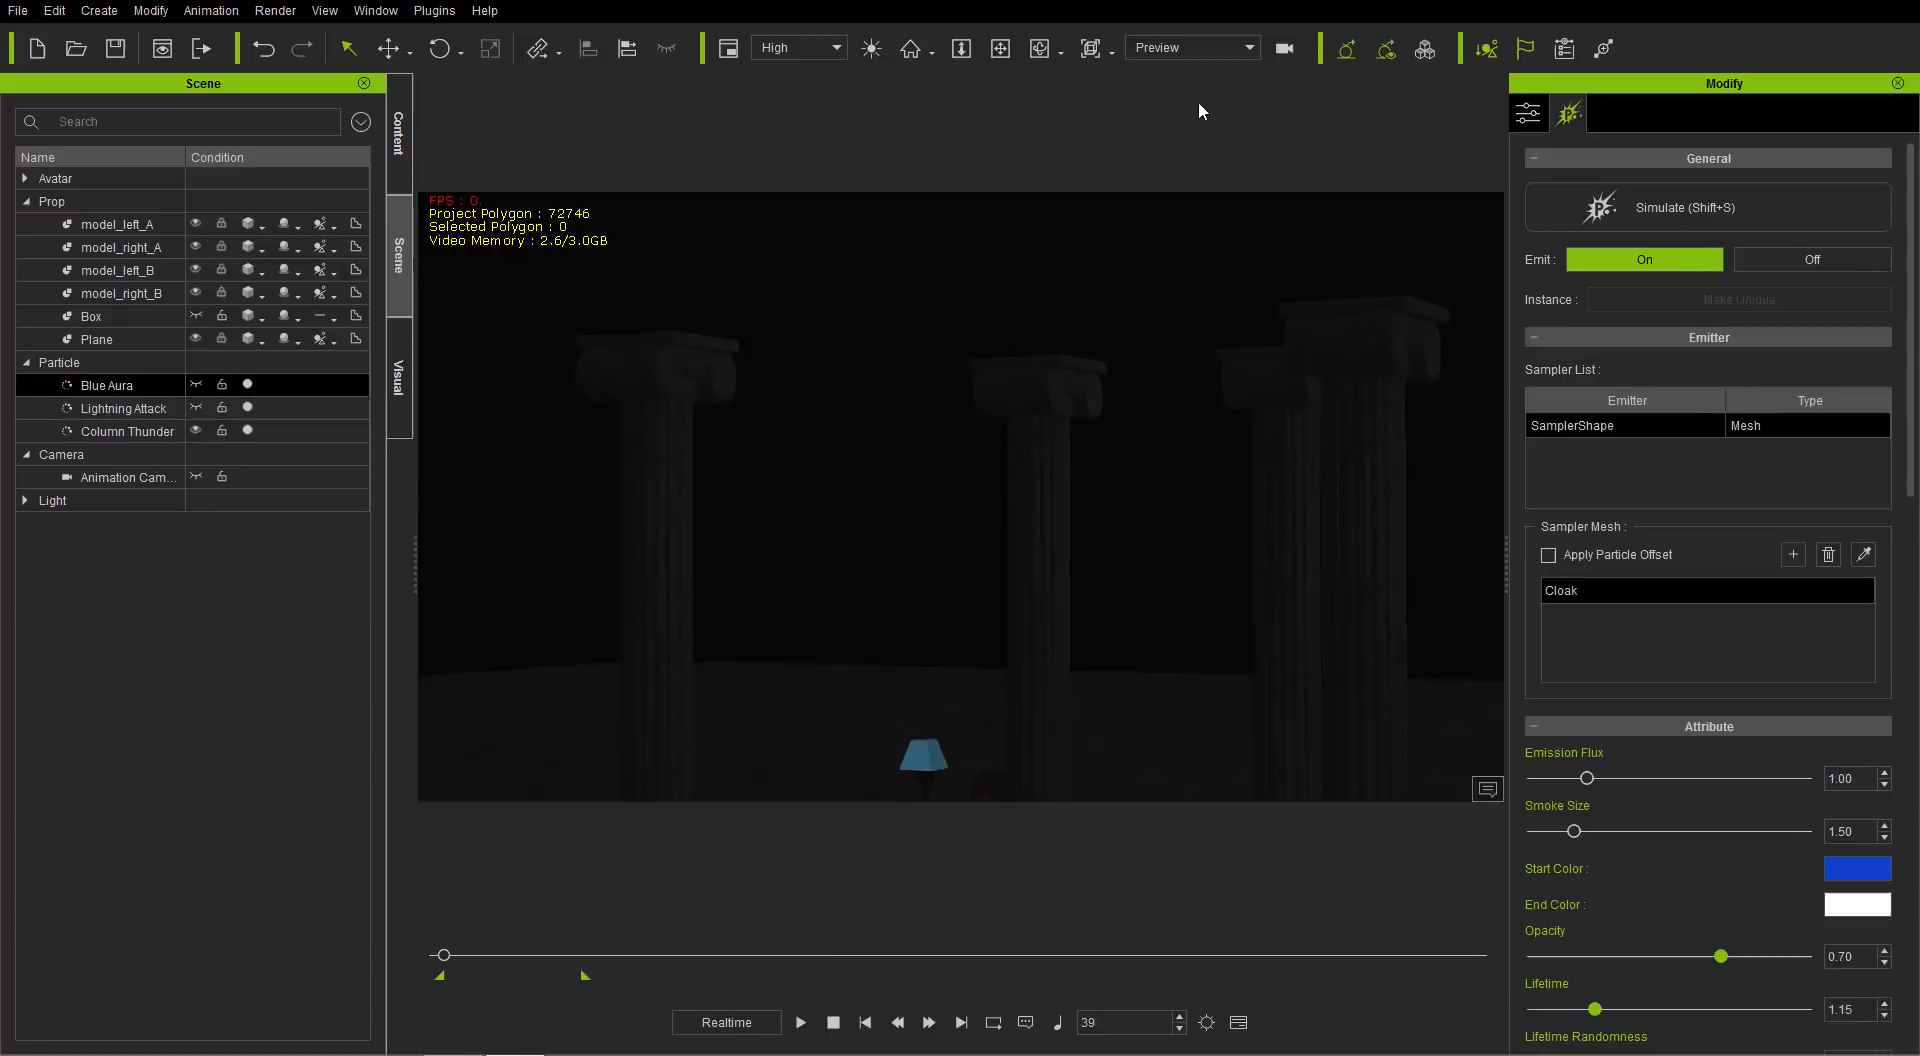 File Edit Create Modify Animation Render View Window Plugins Help
High
Preview
Scene
Modify
Search
Content
Scene
Visual
Name Condition
Avatar
Prop
model_left_A
model_right_A
model_left_B
model_right_B
Box
Plane
Particle
Blue Aura
Lightning Attack
Column Thunder
Camera
Animation Cam...
Light
FPS : 0.
Project Polygon : 72746
Selected Polygon : 0
Video Memory : 2.6/3.0GB
Realtime
39
General
Simulate (Shift+S)
Emit : On Off
Instance : Make Unique
Emitter
Sampler List :
Emitter Type
SamplerShape Mesh
Sampler Mesh :
Apply Particle Offset
Cloak
Attribute
Emission Flux
1.00
Smoke Size
1.50
Start Color :
End Color :
Opacity
0.70
Lifetime
1.15
Lifetime Randomness